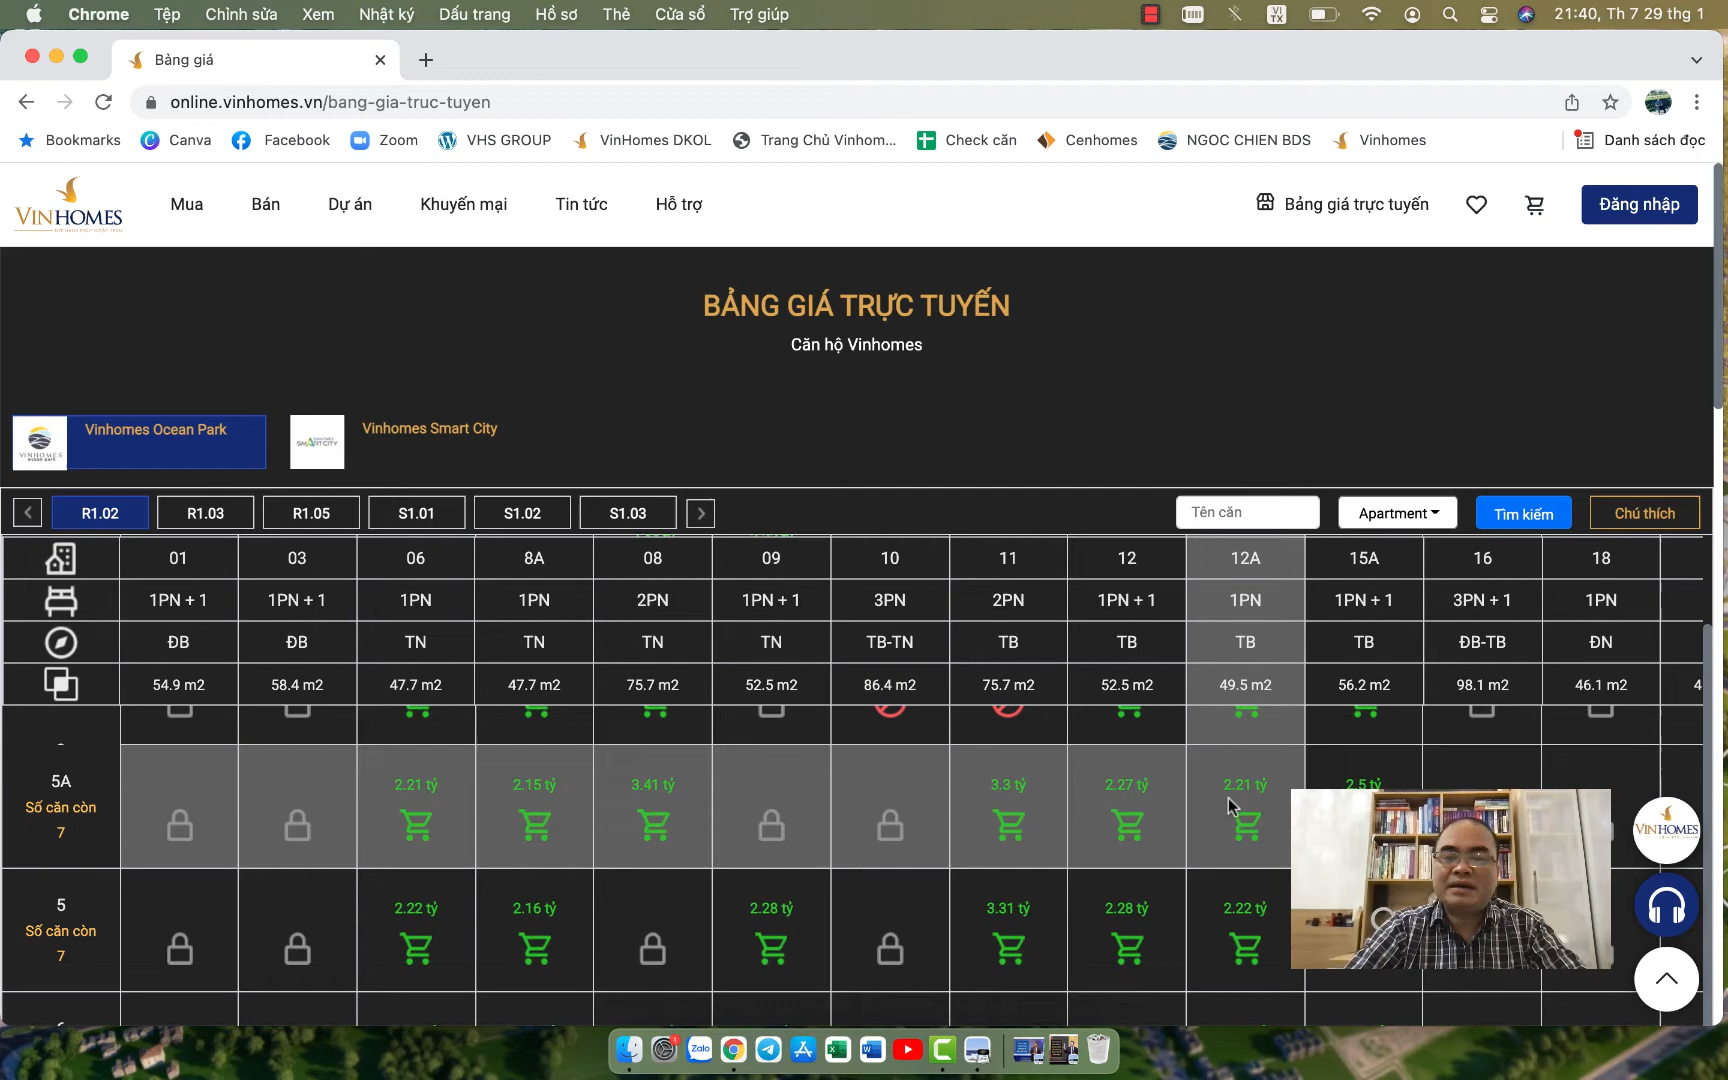 Chrome Tệp Chỉnh sửa Xem Nhật ký Dấu trang Hồ sơ Thẻ Cửa sổ Trợ giúp VI TX 21:40, Th 7 29 thg 1
Bảng giá
online.vinhomes.vn/bang-gia-truc-tuyen
Bookmarks Canva Facebook Zoom VHS GROUP VinHomes DKOL Trang Chủ Vinhom... Check căn Cenhomes NGOC CHIEN BDS Vinhomes Danh sách đọc
VINHOMES Mua Bán Dự án Khuyến mại Tin tức Hỗ trợ Bảng giá trực tuyến Đăng nhập
BẢNG GIÁ TRỰC TUYẾN
Căn hộ Vinhomes
VINHOMES Vinhomes Ocean Park SMARTCITY Vinhomes Smart City
R1.02 R1.03 R1.05 S1.01 S1.02 S1.03 Tên căn Apartment Tìm kiếm Chú thích
01 03 06 8A 08 09 10 11 12 12A 15A 16 18
1PN + 1 1PN + 1 1PN 1PN 2PN 1PN + 1 3PN 2PN 1PN + 1 1PN 1PN + 1 3PN + 1 1PN
ĐB ĐB TN TN TN TN TB-TN TB TB TB TB ĐB-TB ĐN
54.9 m2 58.4 m2 47.7 m2 47.7 m2 75.7 m2 52.5 m2 86.4 m2 75.7 m2 52.5 m2 49.5 m2 56.2 m2 98.1 m2 46.1 m2 4
5A 2.21 tỷ 2.15 tỷ 3.41 tỷ 3.3 tỷ 2.27 tỷ 2.21 tỷ 2.5 tỷ
Số căn còn
7
VINHOMES
5 2.22 tỷ 2.16 tỷ 2.28 tỷ 3.31 tỷ 2.28 tỷ 2.22 tỷ
Số căn còn
7
1 Zalo